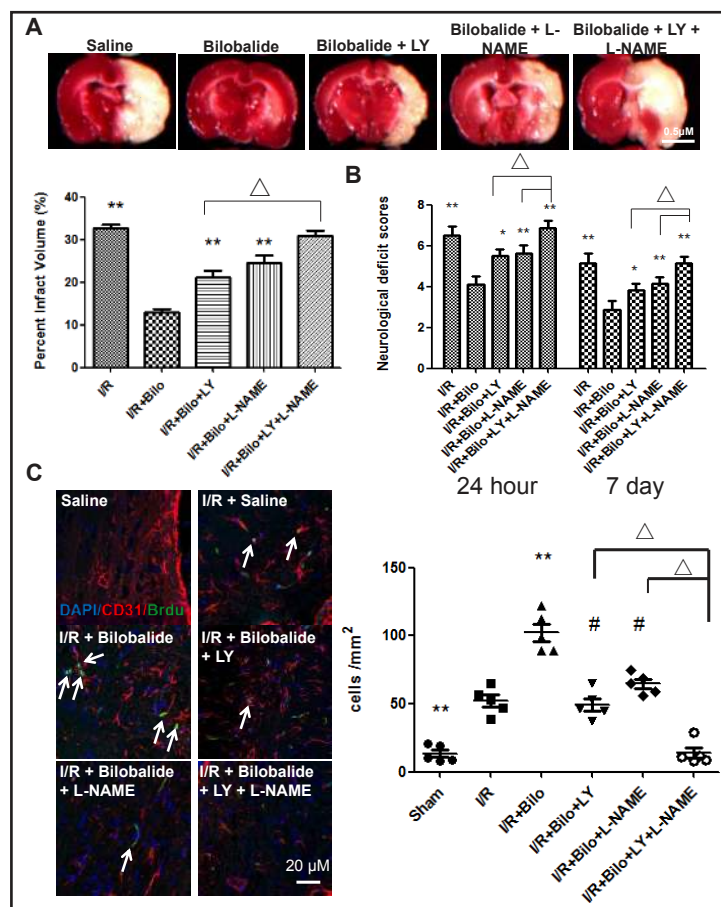 A
Saline
Bilobalide
Bilobalide + LY
Bilobalide + L-
NAME
Bilobalide + LY +
L-NAME
0.5µM
Percent Infact Volume (%)
40
30
20
10
0
**
**
**
△
I/R
I/R+Bilo
I/R+Bilo+LY
I/R+Bilo+L-NAME
I/R+Bilo+LY+L-NAME
B
Neurological deficit scores
8
6
4
2
0
**
*
**
**
△
**
*
**
**
△
I/R
I/R+Bilo
I/R+Bilo+LY
I/R+Bilo+L-NAME
I/R+Bilo+LY+L-NAME
I/R
I/R+Bilo
I/R+Bilo+LY
I/R+Bilo+L-NAME
I/R+Bilo+LY+L-NAME
24 hour
7 day
C
Saline
DAPI/CD31/Brdu
I/R + Saline
I/R + Bilobalide
I/R + Bilobalide
+ LY
I/R + Bilobalide
+ L-NAME
I/R + Bilobalide
+ LY + L-NAME
20 µM
cells /mm²
150
100
50
0
**
**
#
#
△
△
Sham
I/R
I/R+Bilo
I/R+Bilo+LY
I/R+Bilo+L-NAME
I/R+Bilo+LY+L-NAME